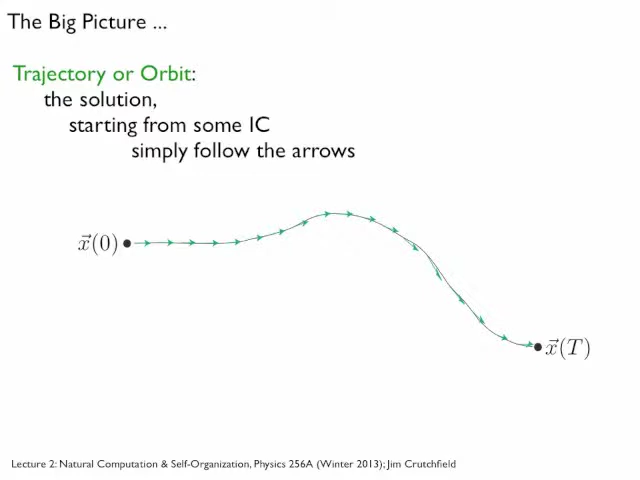 The Big Picture ...
Trajectory or Orbit:
the solution,
starting from some IC
simply follow the arrows
x⃗(0)
x⃗(T)
Lecture 2: Natural Computation & Self-Organization, Physics 256A (Winter 2013); Jim Crutchfield